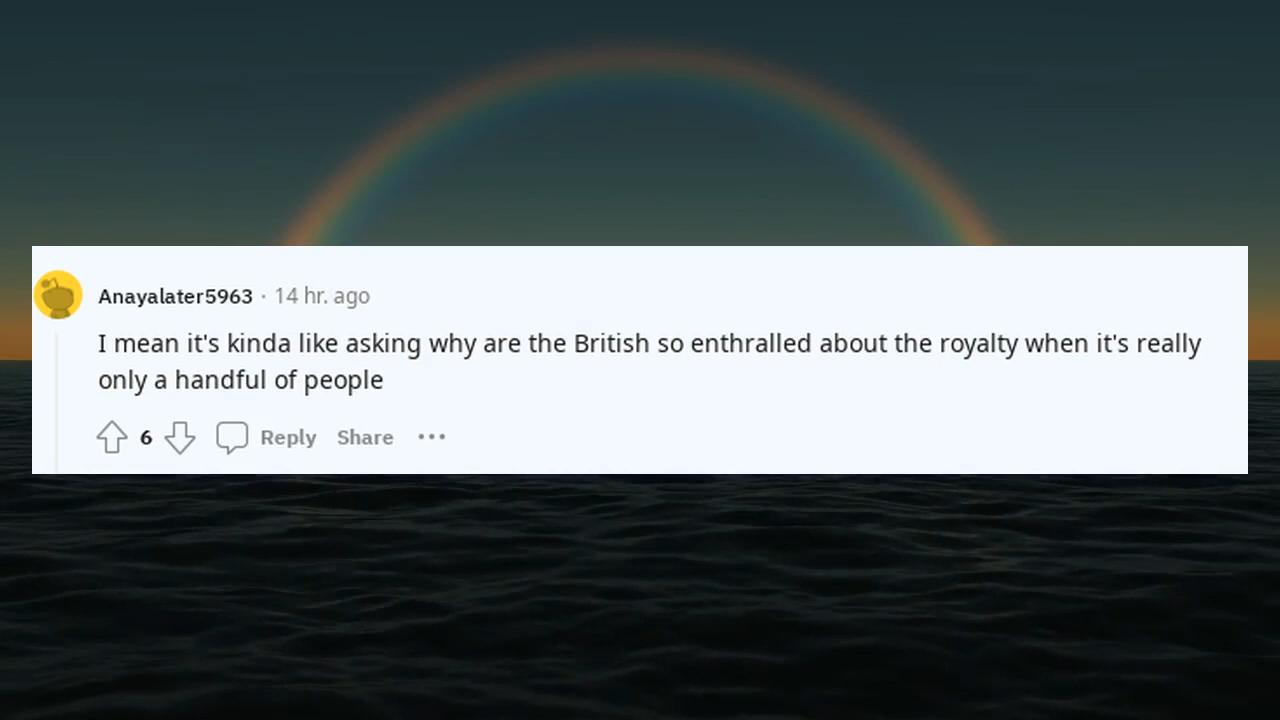 Anayalater5963 · 14 hr. ago
I mean it's kinda like asking why are the British so enthralled about the royalty when it's really
only a handful of people
6 Reply Share ···